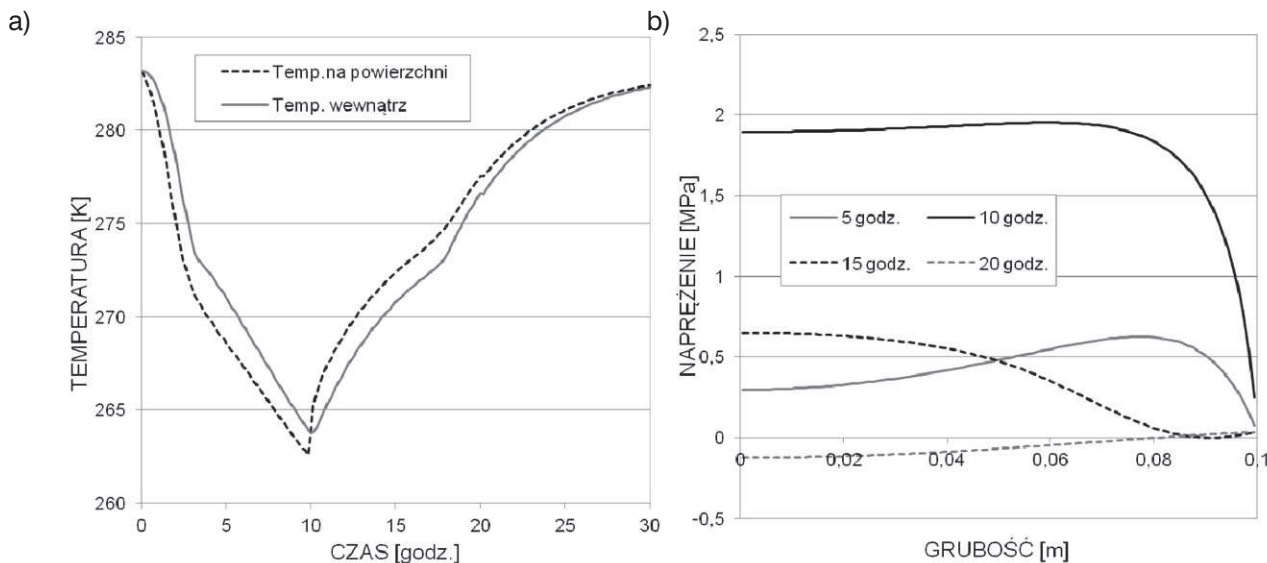 a)
TEMPERATURA [K]
285
280
275
270
265
260
Temp.na powierzchni
Temp. wewnątrz
0
5
10
15
20
25
30
CZAS [godz.]
b)
NAPRĘŻENIE [MPa]
2,5
2
1,5
1
0,5
0
-0,5
5 godz.
10 godz.
15 godz.
20 godz.
0
0,02
0,04
0,06
0,08
0,1
GRUBOŚĆ [m]